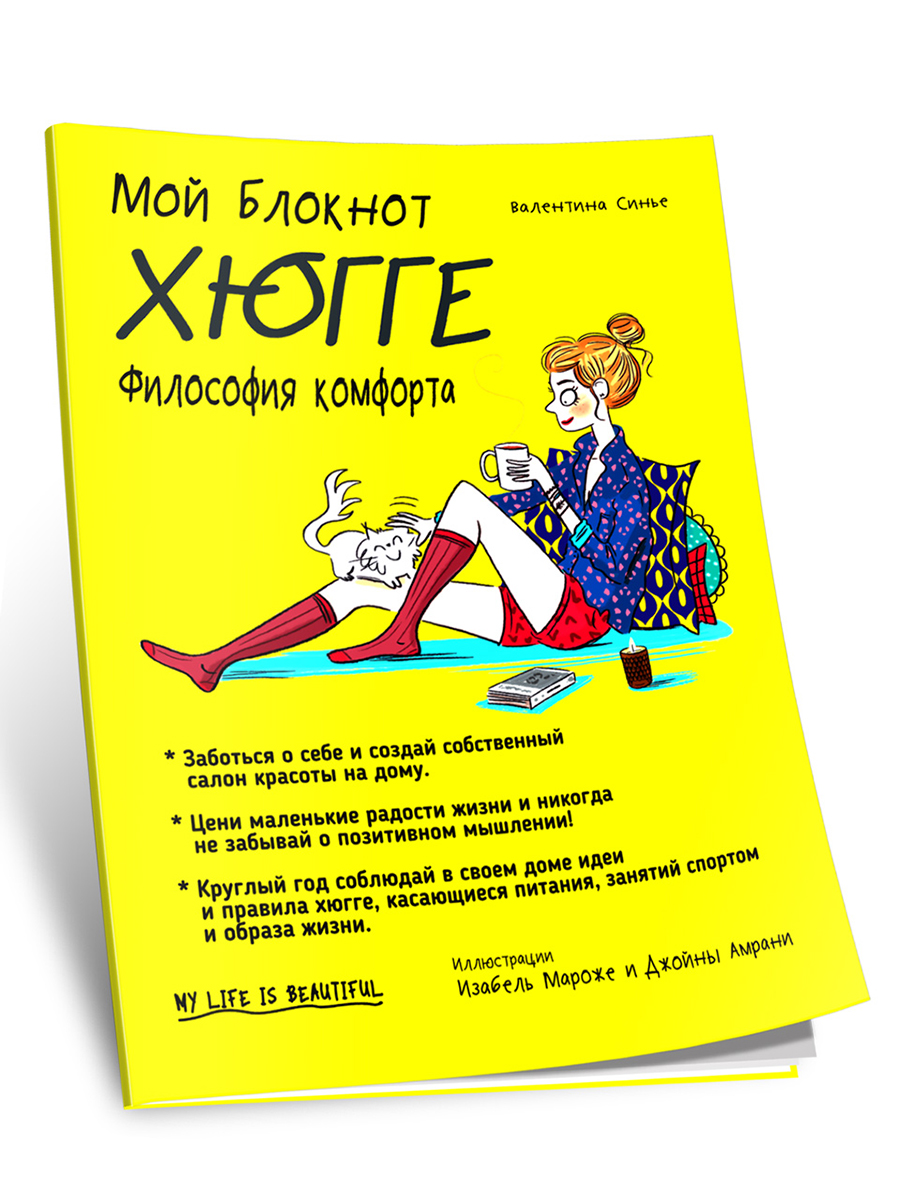 Мой Блокнот
Валентина Синье
ХЮГГЕ
Философия комфорта
* Заботься о себе и создай собственный
салон красоты на дому.
* Цени маленькие радости жизни и никогда
не забывай о позитивном мышлении!
* Круглый год соблюдай в своем доме идеи
и правила хюгге, касающиеся питания, занятий спортом
и образа жизни.
Иллюстрации
Изабель Мароже и Джойны Амрани
MY LIFE IS BEAUTIFUL